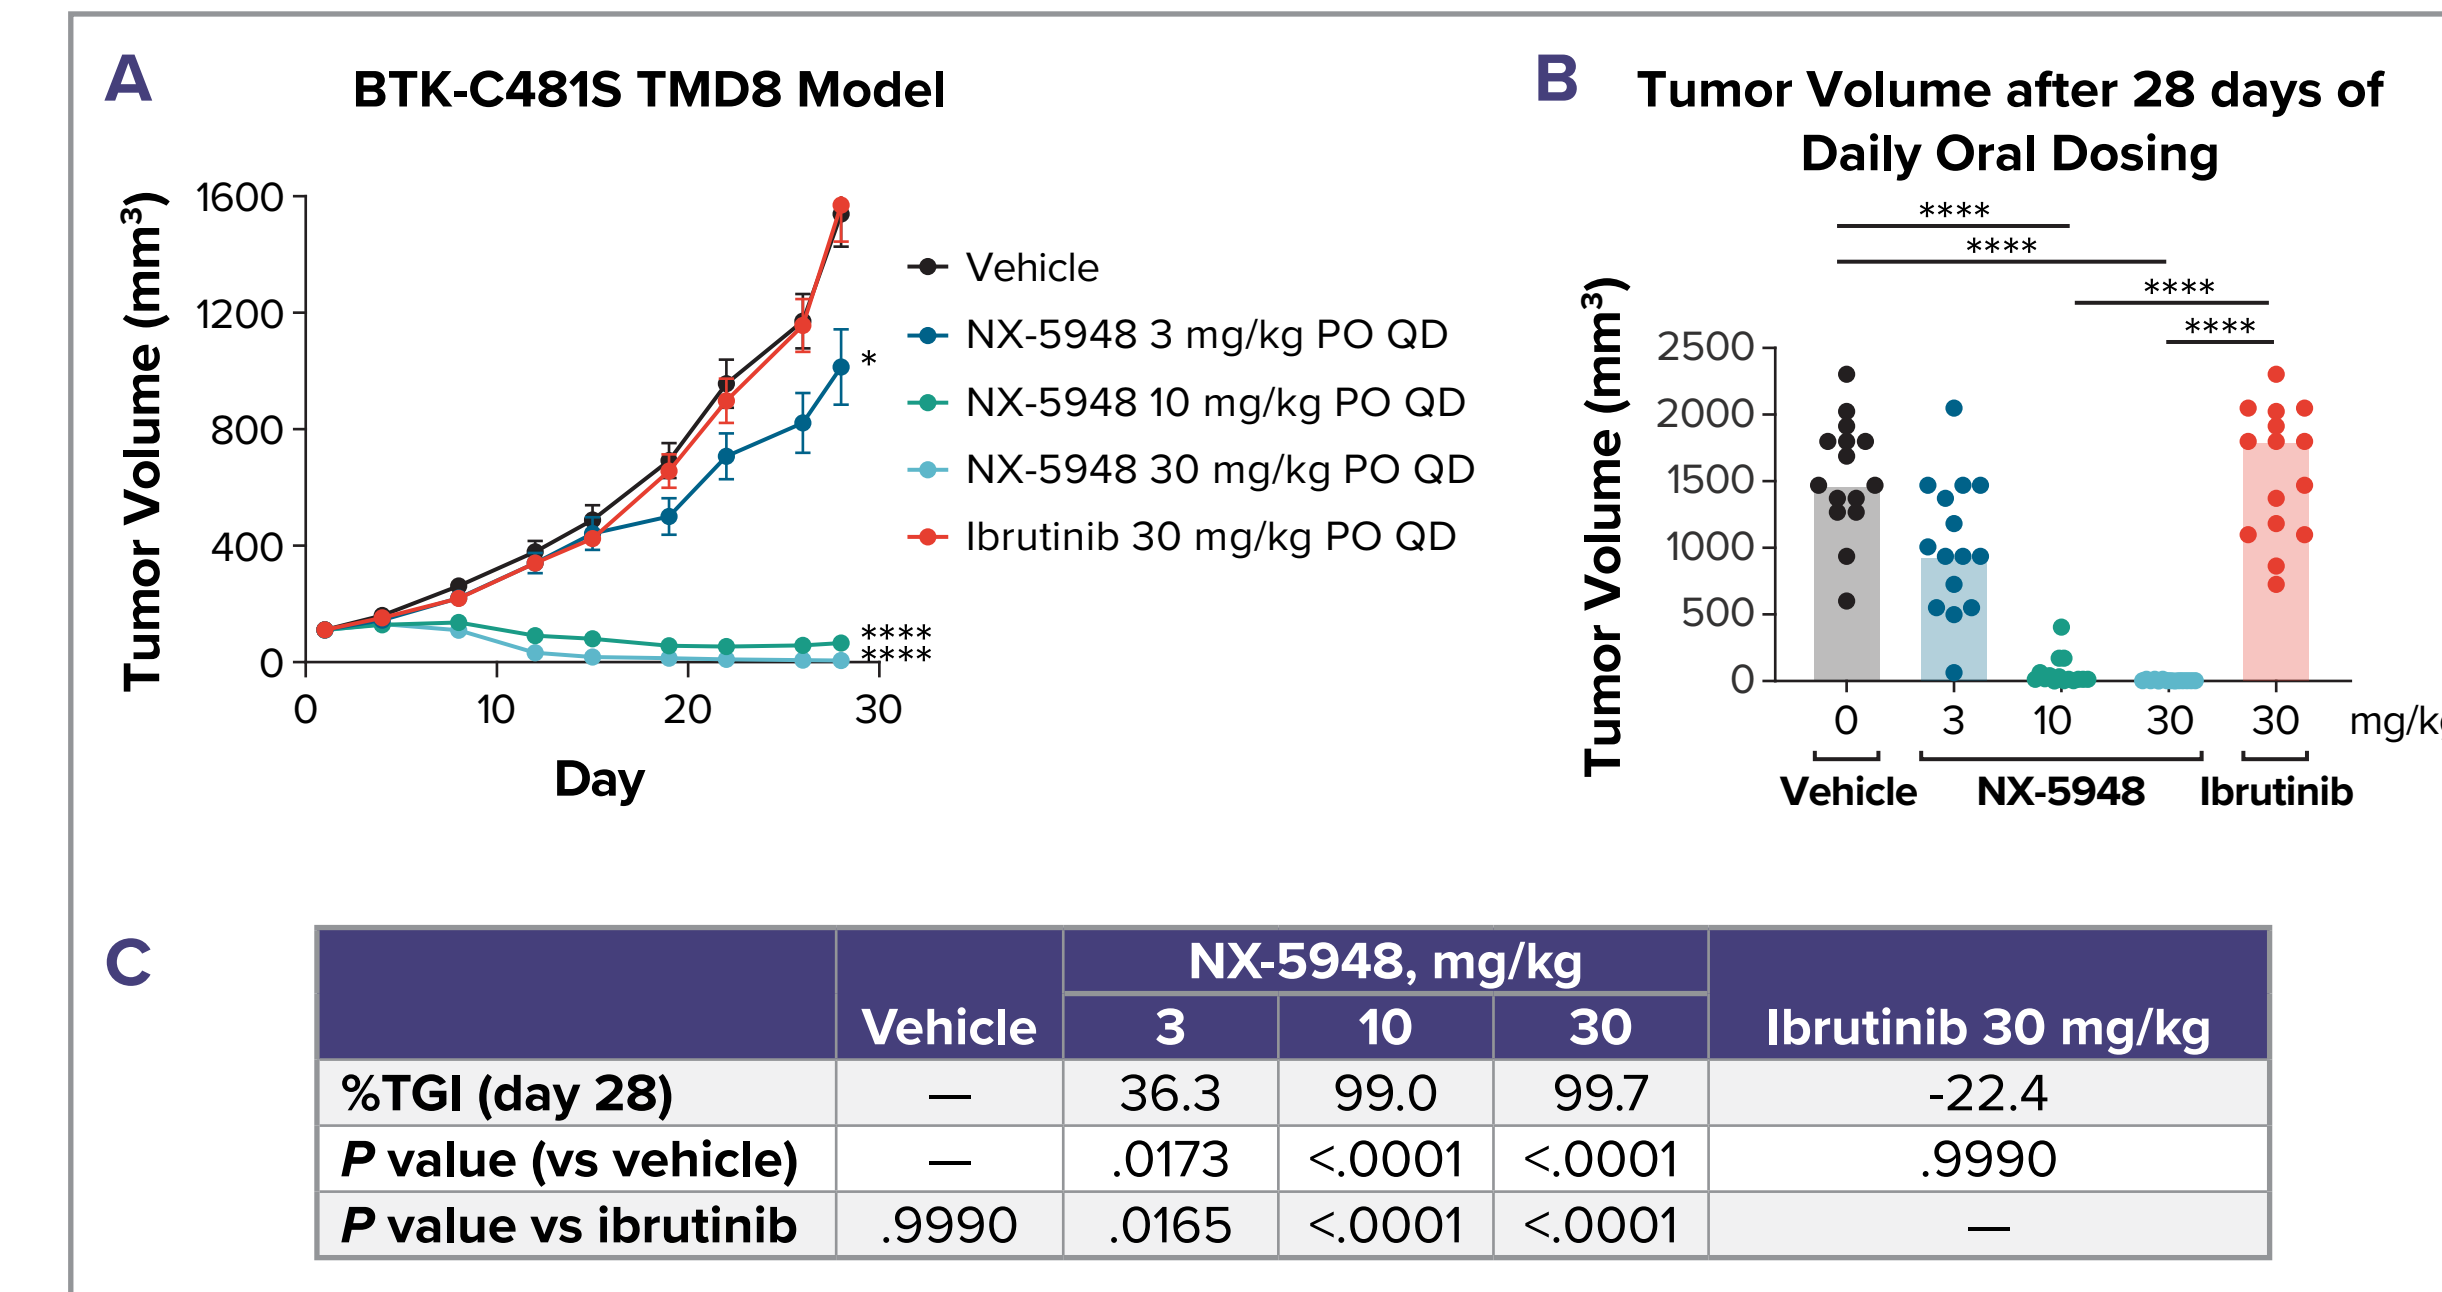 A
BTK-C481S TMD8 Model
Tumor Volume (mm³)
1600
1200
800
400
0
0 10 20 30
Day
*
****
****
Vehicle
NX-5948 3 mg/kg PO QD
NX-5948 10 mg/kg PO QD
NX-5948 30 mg/kg PO QD
Ibrutinib 30 mg/kg PO QD
B
Tumor Volume after 28 days of
Daily Oral Dosing
****
****
****
****
Tumor Volume (mm³)
2500
2000
1500
1000
500
0
0 3 10 30 30
Vehicle NX-5948 Ibrutinib
C
NX-5948, mg/kg
Vehicle 3 10 30 Ibrutinib 30 mg/kg
%TGI (day 28) — 36.3 99.0 99.7 -22.4
P value (vs vehicle) — .0173 <.0001 <.0001 .9990
P value vs ibrutinib .9990 .0165 <.0001 <.0001 —